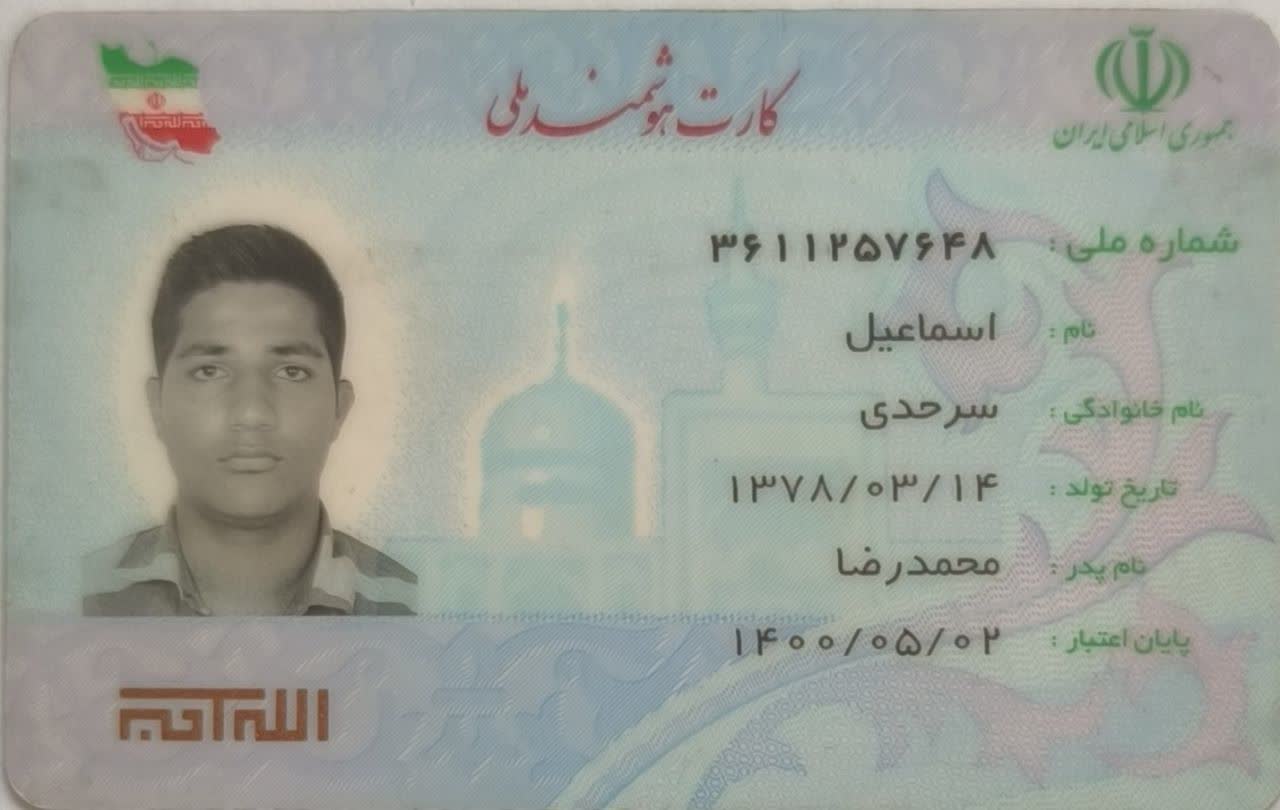 جمهوری اسلامی ایران
کارت هوشمند ملی
شماره ملی : ۳۶۱۱۲۵۷۶۴۸
نام : اسماعیل
نام خانوادگی : سرحدی
تاریخ تولد : ۱۳۷۸/۰۳/۱۴
نام پدر : محمدرضا
پایان اعتبار : ۱۴۰۰/۰۵/۰۲
الله اکبر